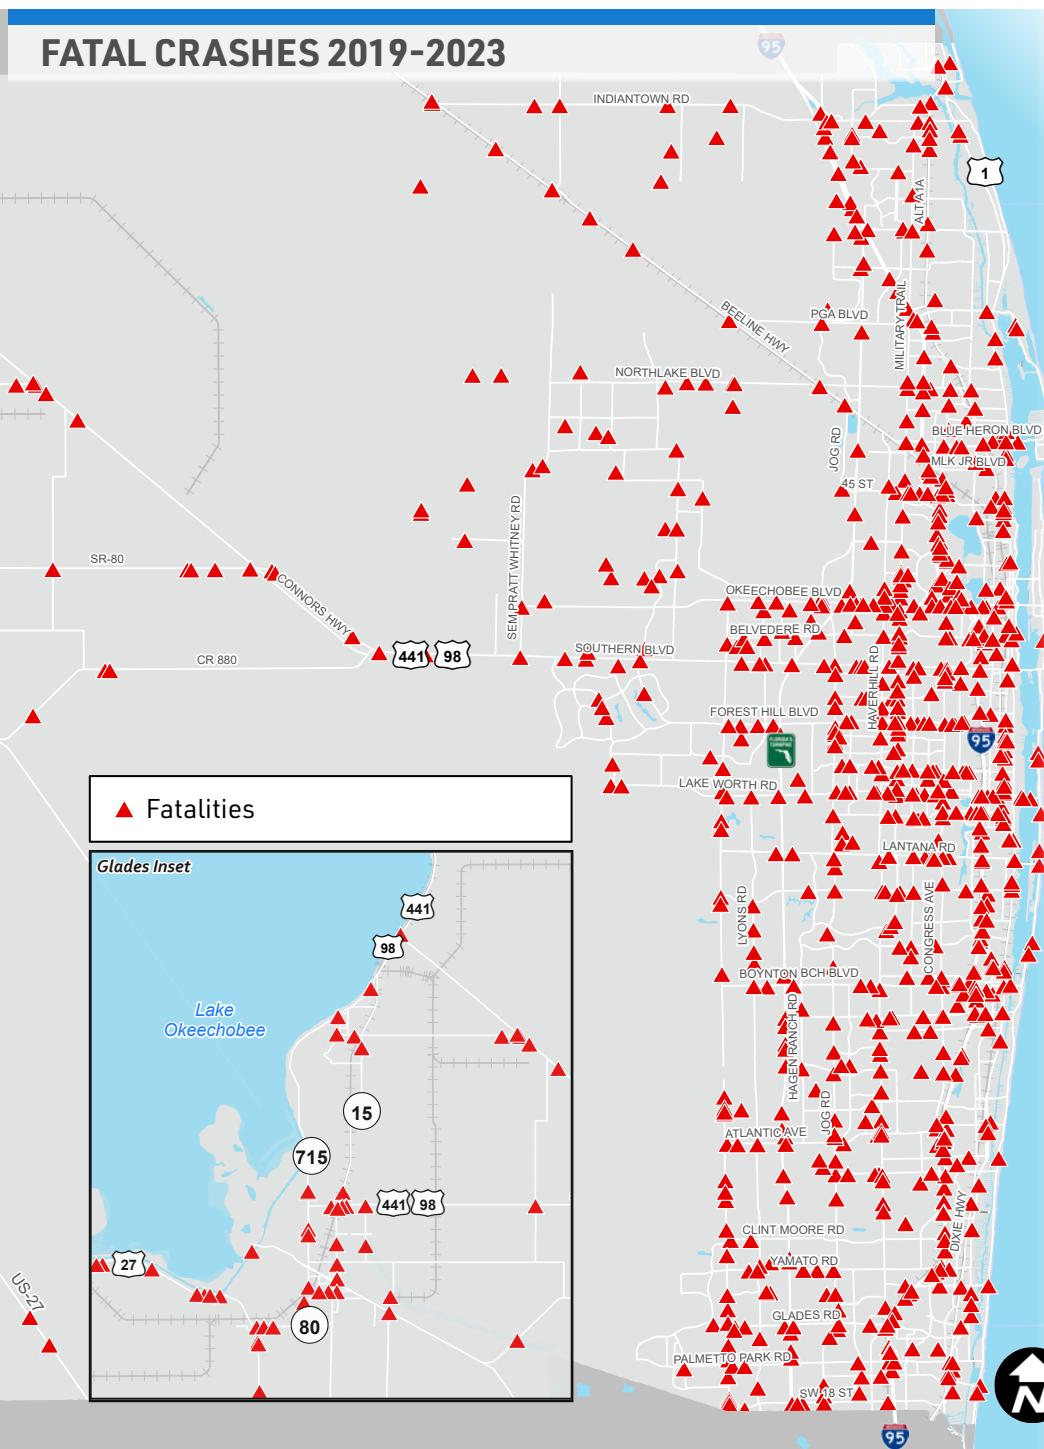 FATAL CRASHES 2019-2023
95
INDIANTOWN RD
1
ALT A1A
BEELINE HWY
PGA BLVD
MILITARY TRAIL
NORTHLAKE BLVD
BLUE HERON BLVD
JOG RD
MLK JR BLVD
45 ST
SEM PRATT WHITNEY RD
SR-80
CONNORS HWY
OKEECHOBEE BLVD
BELVEDERE RD
441
98
SOUTHERN BLVD
CR 880
HAVERHILL RD
FOREST HILL BLVD
FLORIDA'S
TURNPIKE
95
LAKE WORTH RD
Fatalities
LANTANA RD
Glades Inset
441
98
LYONS RD
CONGRESS AVE
BOYNTON BCH BLVD
Lake
Okeechobee
HAGEN RANCH RD
15
JOG RD
ATLANTIC AVE
715
441
98
CLINT MOORE RD
DIXIE HWY
27
YAMATO RD
US-27
80
GLADES RD
PALMETTO PARK RD
SW 18 ST
N
95